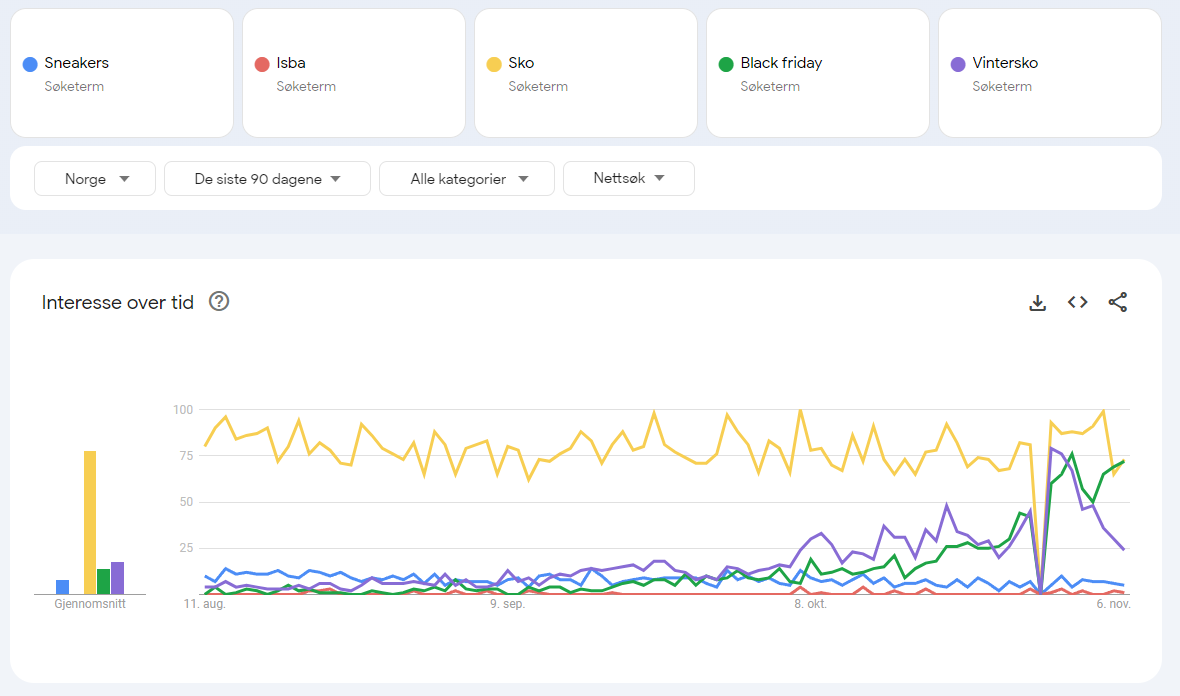 Sneakers
Søketerm
Isba
Søketerm
Sko
Søketerm
Black friday
Søketerm
Vintersko
Søketerm
Norge
De siste 90 dagene
Alle kategorier
Nettsøk
Interesse over tid
100
75
50
25
Gjennomsnitt
11. aug.
9. sep.
8. okt.
6. nov.